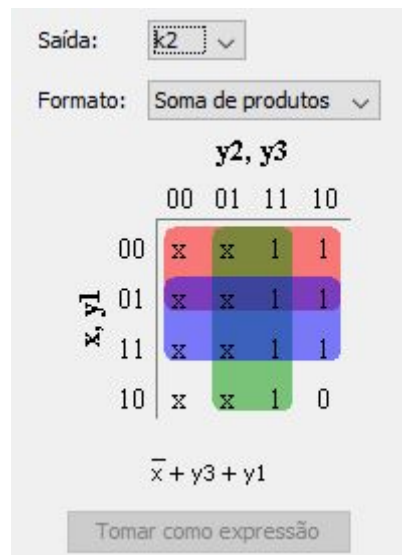 Saída: k2
Formato: Soma de produtos
y2, y3
00 01 11 10
00 x x 1 1
01 x x 1 1
11 x x 1 1
10 x x 1 0
x, y1
x̅ + y3 + y1
Tomar como expressão